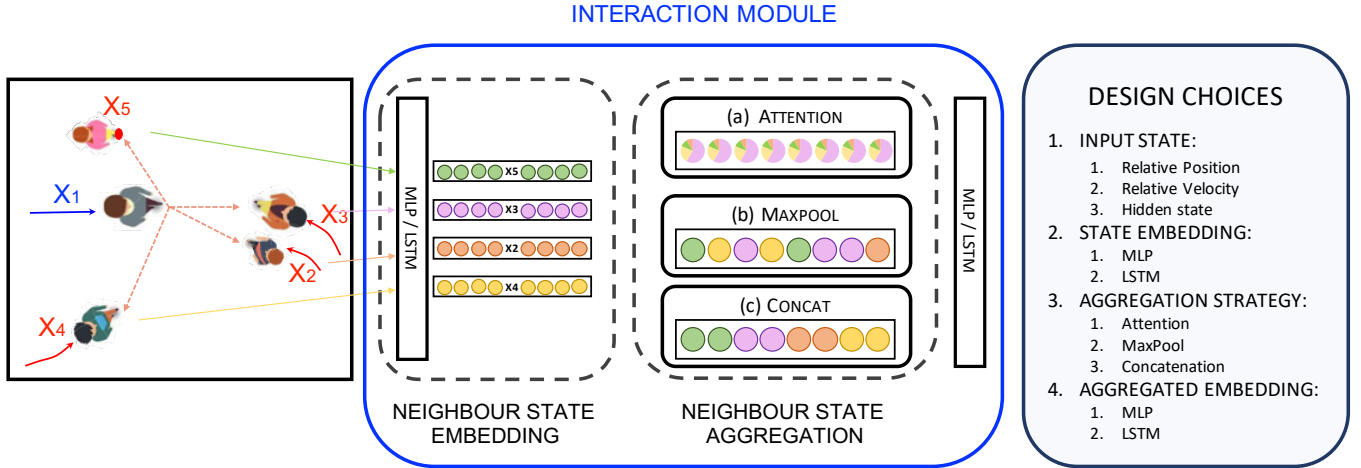 INTERACTION MODULE
X5
X1
X3
X2
X4
MLP / LSTM
X5
X3
X2
X4
NEIGHBOUR STATE
EMBEDDING
(a) ATTENTION
(b) MAXPOOL
(c) CONCAT
NEIGHBOUR STATE
AGGREGATION
MLP / LSTM
DESIGN CHOICES
1. INPUT STATE:
1. Relative Position
2. Relative Velocity
3. Hidden state
2. STATE EMBEDDING:
1. MLP
2. LSTM
3. AGGREGATION STRATEGY:
1. Attention
2. MaxPool
3. Concatenation
4. AGGREGATED EMBEDDING:
1. MLP
2. LSTM